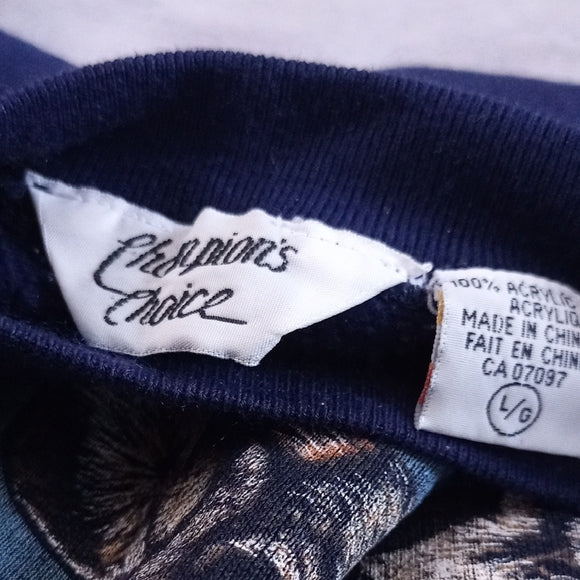 Champion's
Choice
100% ACRYLIC
ACRYLIQ
MADE IN CHIN
FAIT EN CHIN
CA 07097
L/G